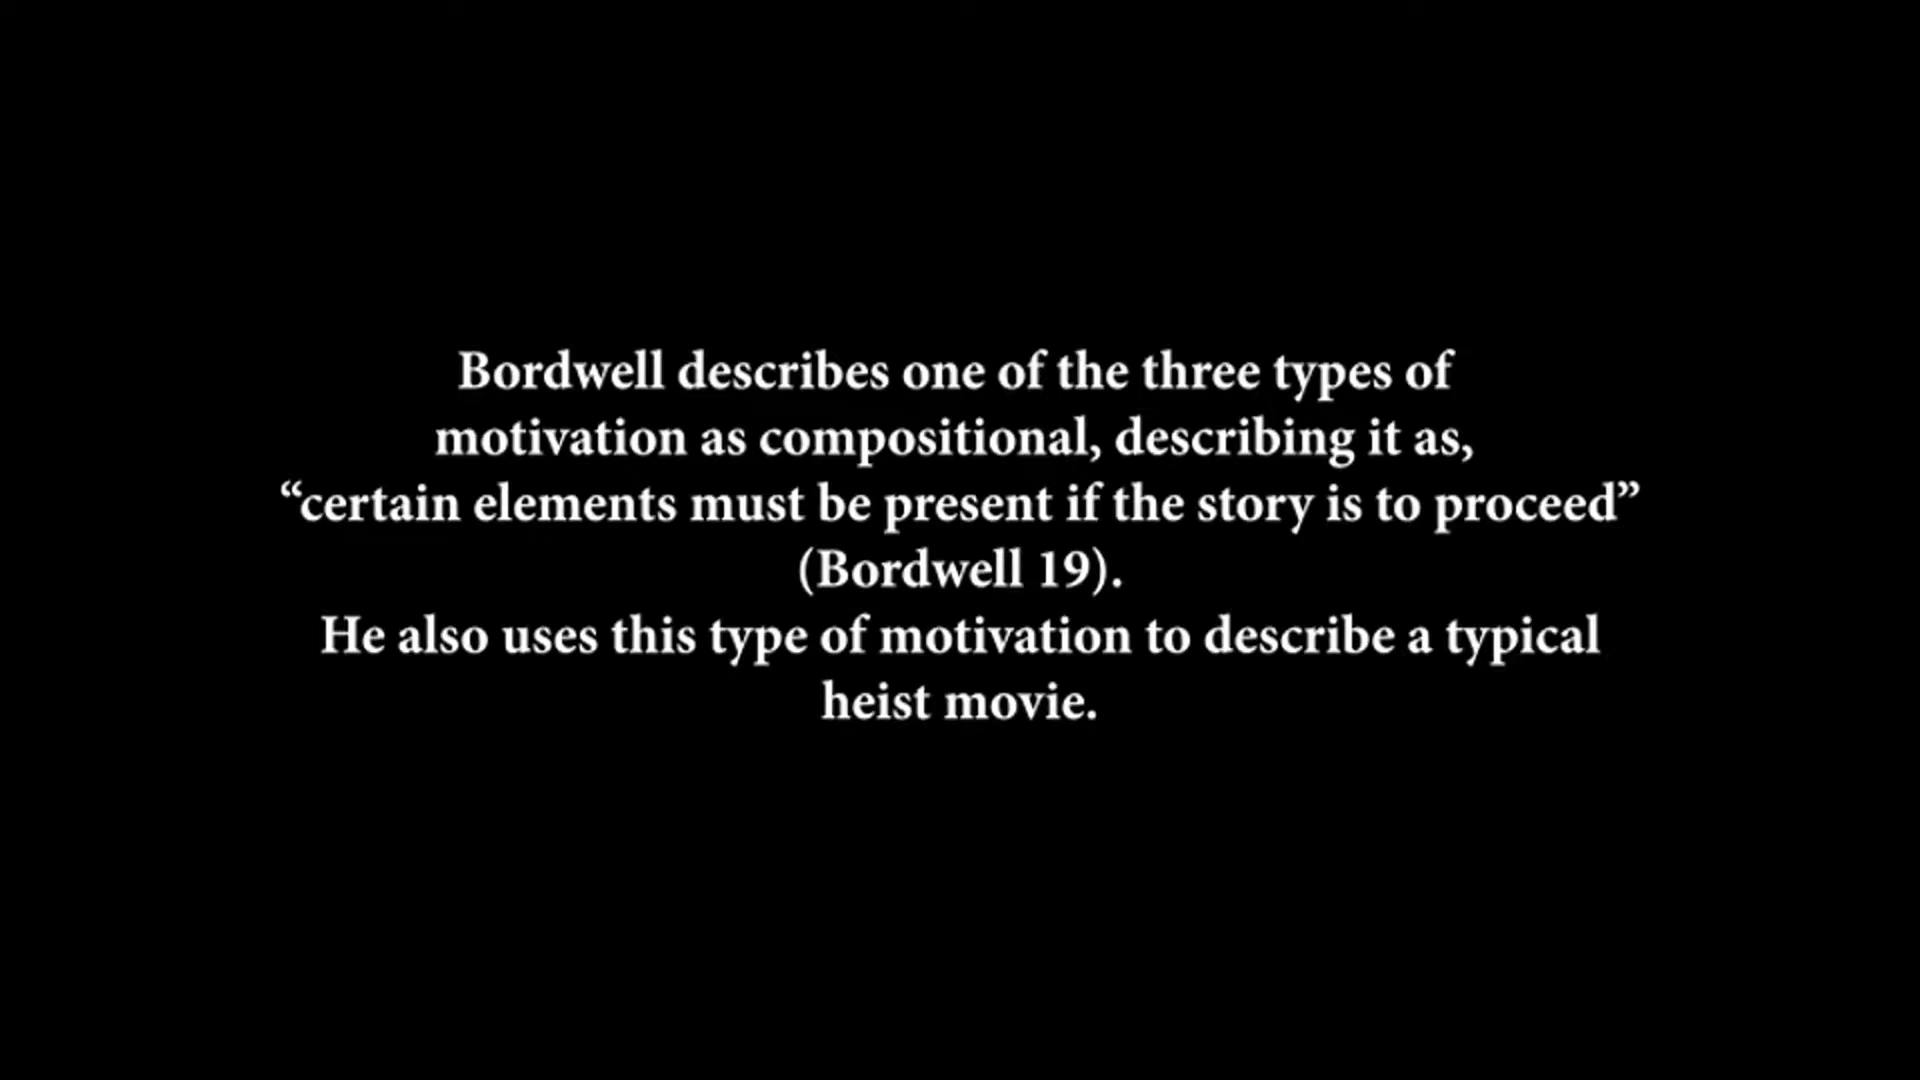 Bordwell describes one of the three types of
motivation as compositional, describing it as,
“certain elements must be present if the story is to proceed”
(Bordwell 19).
He also uses this type of motivation to describe a typical
heist movie.